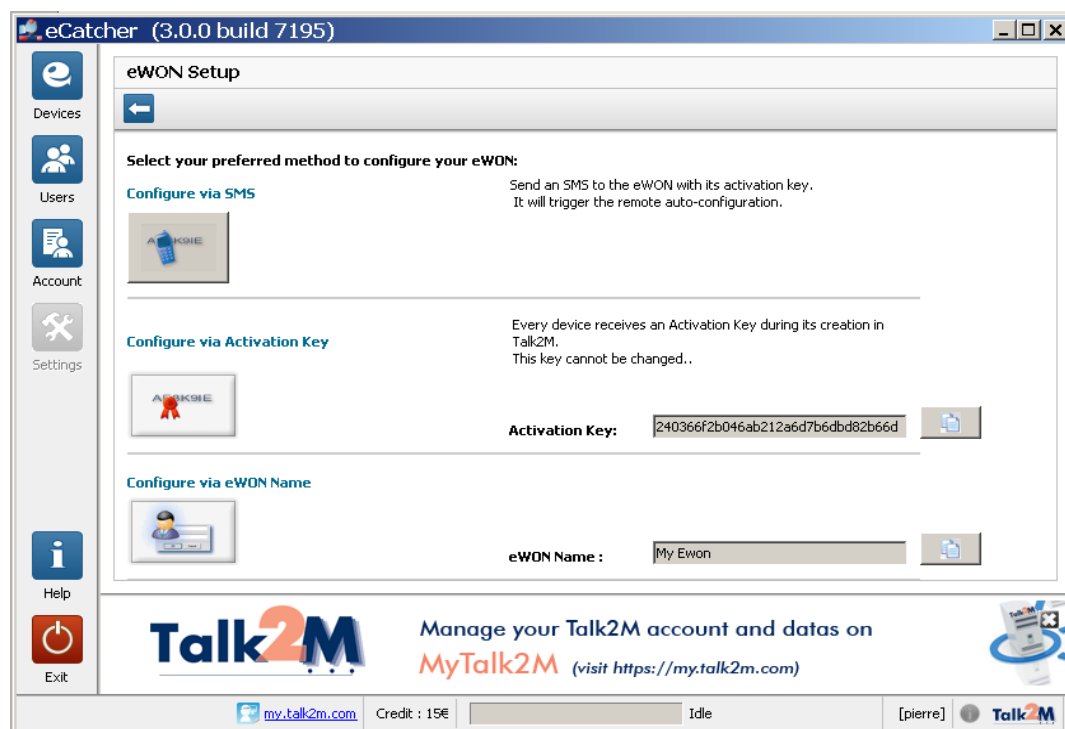 eCatcher (3.0.0 build 7195)
Devices
Users
Account
Settings
Help
Exit
eWON Setup
Select your preferred method to configure your eWON:
Configure via SMS
Send an SMS to the eWON with its activation key.
It will trigger the remote auto-configuration.
Configure via Activation Key
Every device receives an Activation Key during its creation in
Talk2M.
This key cannot be changed..
Activation Key: 240366f2b046ab212a6d7b6dbd82b66d
Configure via eWON Name
eWON Name : My Ewon
Talk2M
Manage your Talk2M account and datas on
MyTalk2M (visit https://my.talk2m.com)
my.talk2m.com Credit : 15€ Idle [pierre] Talk2M